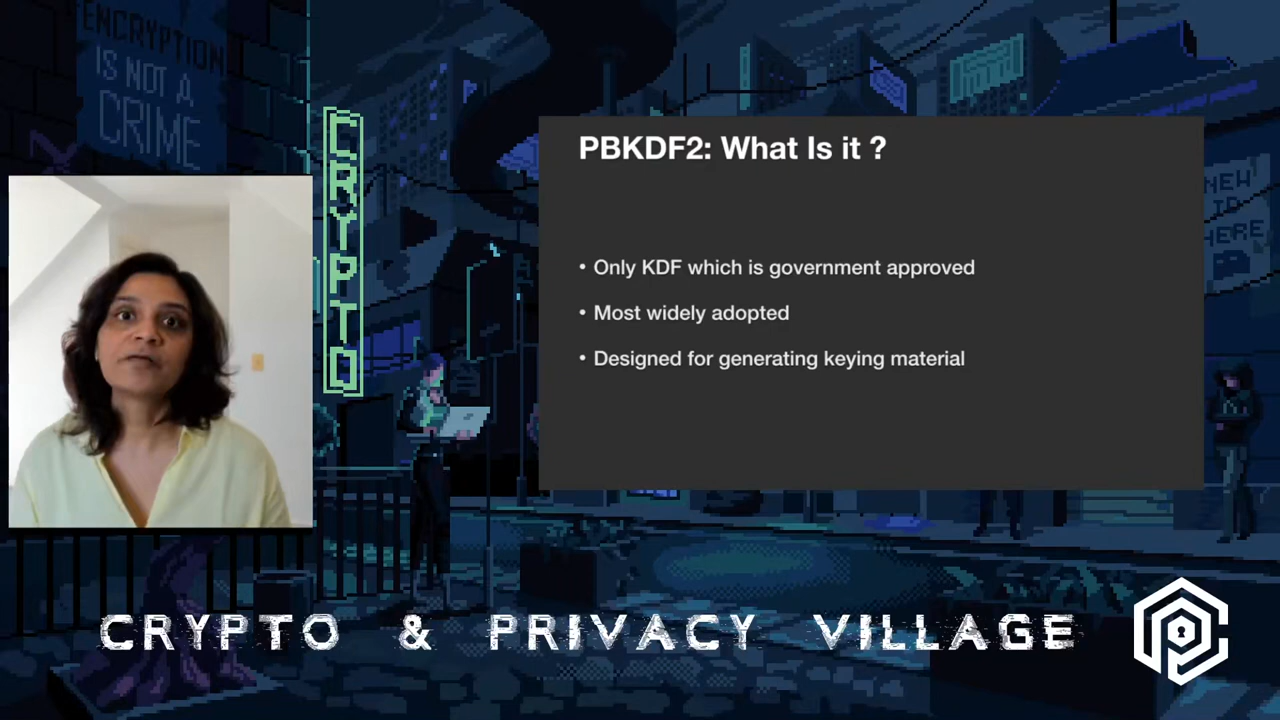 ENCRYPTION
IS NOT A
CRIME
CRYPTO
PBKDF2: What Is it ?
• Only KDF which is government approved
• Most widely adopted
• Designed for generating keying material
NEW
ID
HERE
CRYPTO & PRIVACY VILLAGE